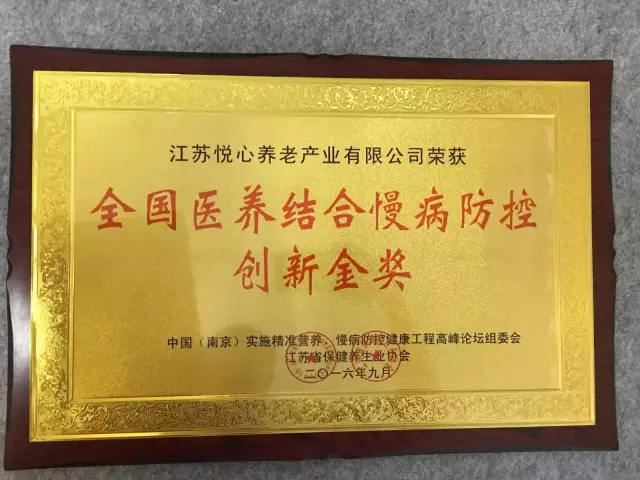 江苏悦心养老产业有限公司荣获
全国医养结合慢病防控
创新金奖
中国（南京）实施精准营养、慢病防控健康工程高峰论坛组委会
江苏省保健养生业协会
二〇一六年九月